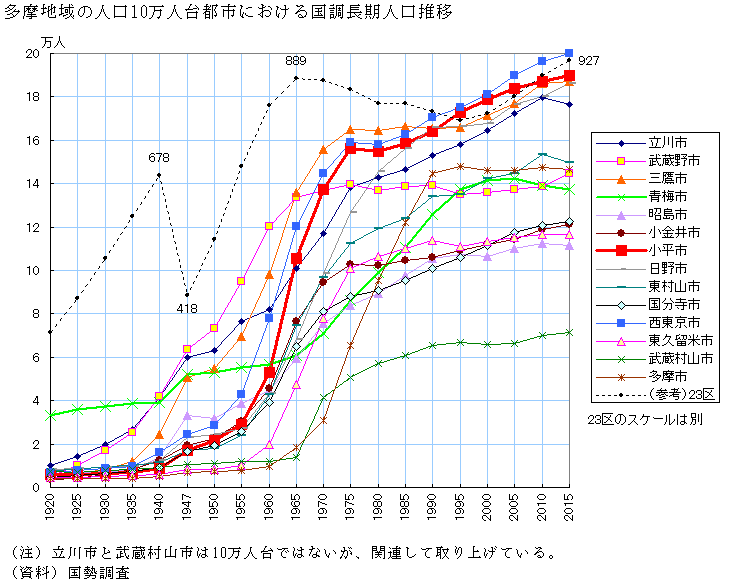 多摩地域の人口10万人台都市における国調長期人口推移
万人
20
18
16
14
12
10
8
6
4
2
0
1920
1925
1930
1935
1940
1947
1950
1955
1960
1965
1970
1975
1980
1985
1990
1995
2000
2005
2010
2015
678
418
889
927
立川市
武蔵野市
三鷹市
青梅市
昭島市
小金井市
小平市
日野市
東村山市
国分寺市
西東京市
東久留米市
武蔵村山市
多摩市
(参考)23区
23区のスケールは別
（注）立川市と武蔵村山市は10万人台ではないが、関連して取り上げている。
（資料）国勢調査